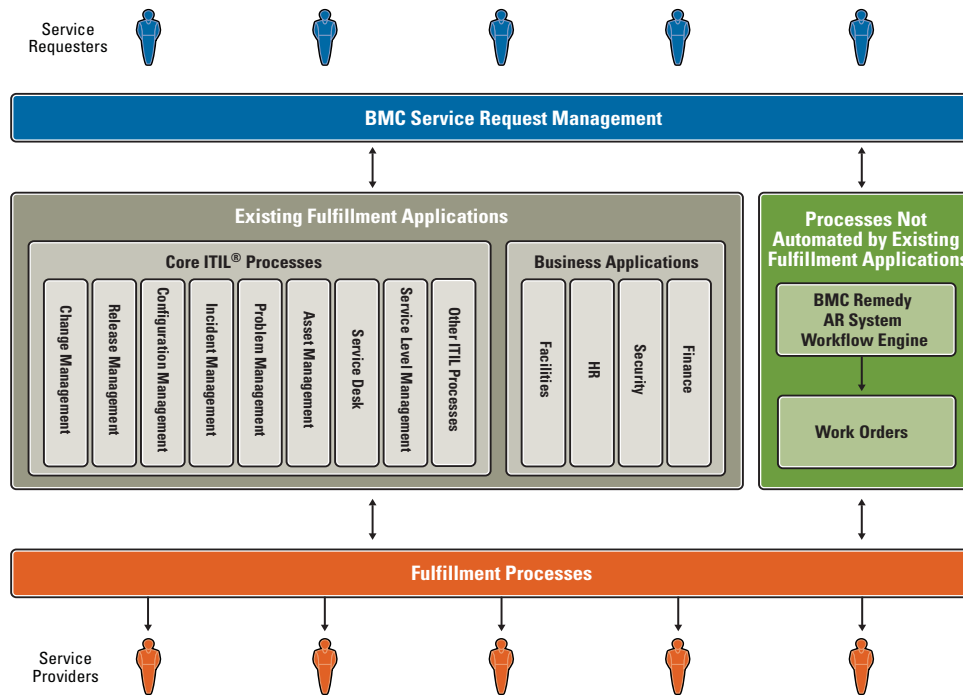 Service
Requesters
BMC Service Request Management
Existing Fulfillment Applications
Core ITIL® Processes
Change Management
Release Management
Configuration Management
Incident Management
Problem Management
Asset Management
Service Desk
Service Level Management
Other ITIL Processes
Business Applications
Facilities
HR
Security
Finance
Processes Not
Automated by Existing
Fulfillment Applications
BMC Remedy
AR System
Workflow Engine
Work Orders
Fulfillment Processes
Service
Providers